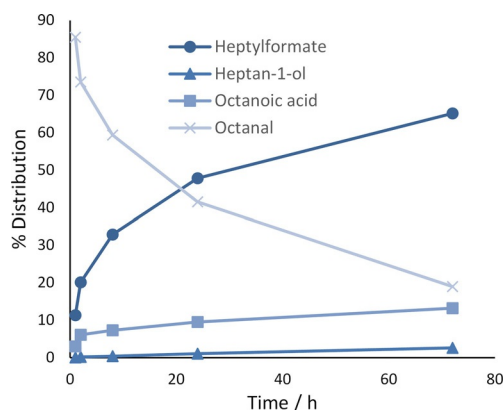 90
80
70
60
50
40
30
20
10
0
% Distribution
Heptylformate
Heptan-1-ol
Octanoic acid
Octanal
0 20 40 60 80
Time / h